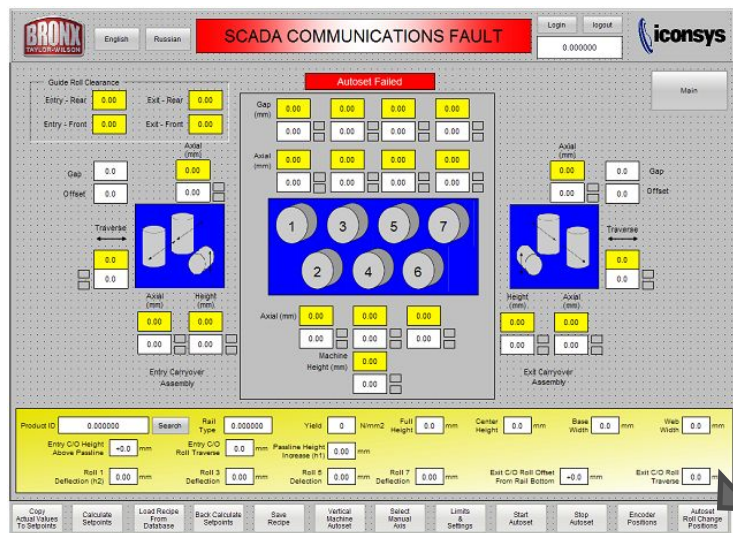 BRONX
TAYLOR-WILSON
English
Russian
SCADA COMMUNICATIONS FAULT
Login
logout
0.000000
iconsys
Guide Roll Clearance
Entry - Rear 0.00 Exit - Rear 0.00
Entry - Front 0.00 Exit - Front 0.00
Autoset Failed
Main
Gap
(mm)
0.00 0.00 0.00 0.00
0.00 0.00 0.00 0.00
Axial
(mm)
0.00 0.00 0.00 0.00
0.00 0.00 0.00 0.00
Axial
(mm)
Gap 0.0 0.00
Offset 0.0 0.00
Traverse
0.0
0.0
Axial
(mm)
Height
(mm)
0.00 0.00
0.00 0.00
Entry Carryover
Assembly
1 3 5 7
2 4 6
Axial (mm) 0.00 0.00 0.00
0.00 0.00 0.00
Machine
Height (mm)
0.00
0.00
Axial
(mm)
0.00 0.0 Gap
0.00 0.0 Offset
Traverse
0.0
0.0
Height
(mm)
Axial
(mm)
0.00 0.00
0.00 0.00
Exit Carryover
Assembly
Product ID 0.000000 Search
Rail
Type
0.000000
Yield 0 N/mm2
Full
Height
0.0 mm
Center
Height
0.0 mm
Base
Width
0.0 mm
Web
Width
0.0 mm
Entry C/O Height
Above Passline
+0.0 mm
Entry C/O
Roll Traverse
0.0 mm
Passline Height
Increase (h1)
0.00 mm
Roll 1
Deflection (h2)
0.00 mm
Roll 3
Deflection
0.00 mm
Roll 5
Delection
0.00 mm
Roll 7
Deflection
0.00 mm
Exit C/O Roll Offset
From Rail Bottom
+0.0 mm
Exit C/O Roll
Traverse
0.0
Copy
Actual Values
To Setpoints
Calculate
Setpoints
Load Recipe
From
Database
Back Calculate
Setpoints
Save
Recipe
Vertical
Machine
Autoset
Select
Manual
Axis
Limits
&
Settings
Start
Autoset
Stop
Autoset
Encoder
Positions
Autoset
Roll Change
Positions